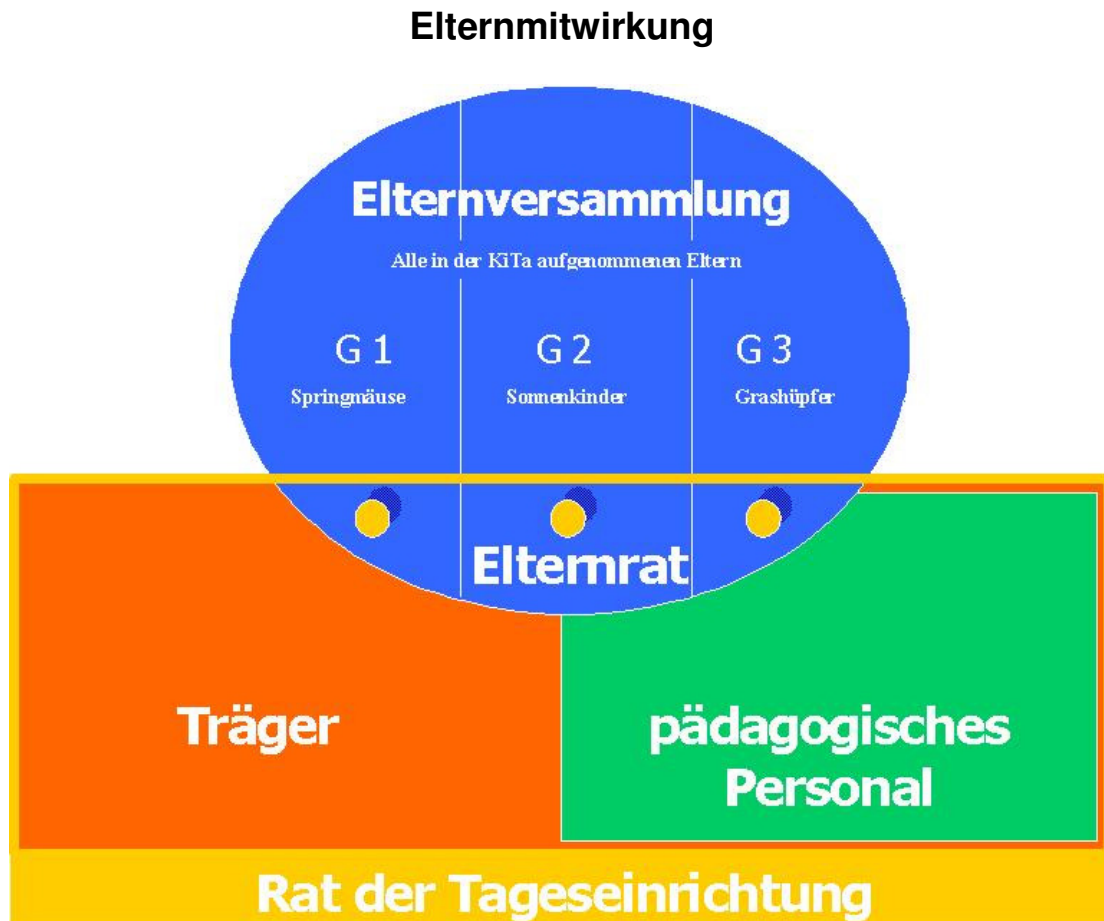 Elternmitwirkung
Elternversammlung
Alle in der KiTa aufgenommenen Eltern
G 1
G 2
G 3
Springmäuse
Sonnenkinder
Grashüpfer
Elternrat
Träger
pädagogisches
Personal
Rat der Tageseinrichtung